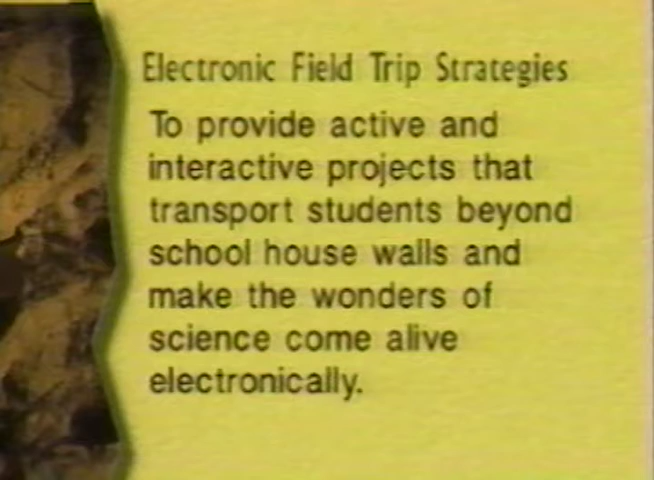 Electronic Field Trip Strategies
To provide active and
interactive projects that
transport students beyond
school house walls and
make the wonders of
science come alive
electronically.